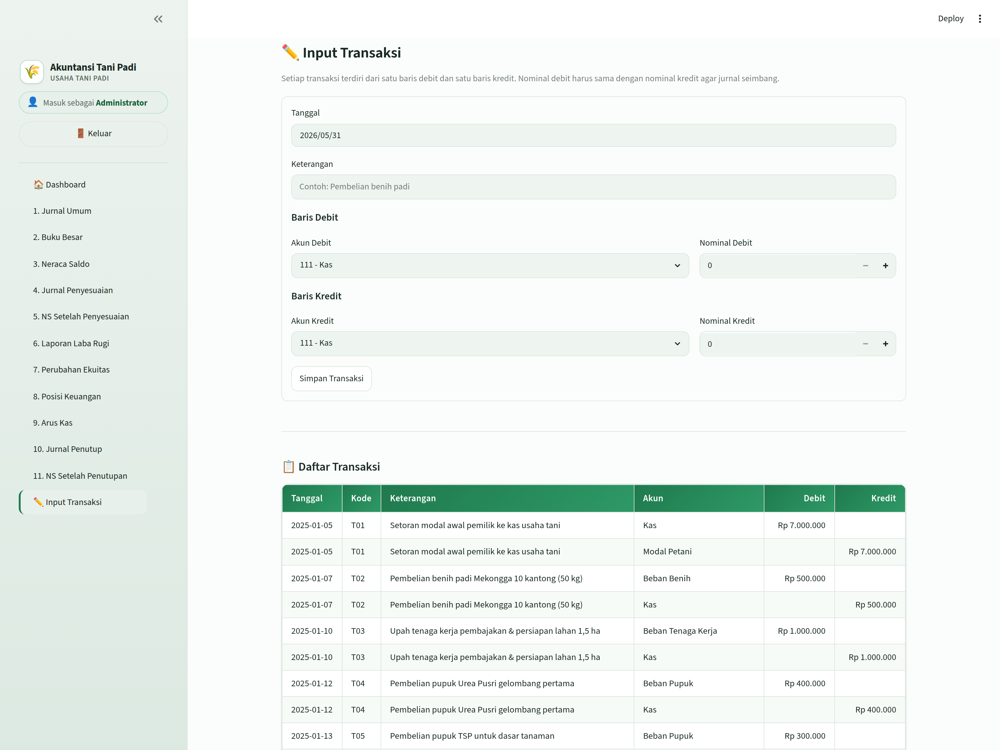 Deploy
Akuntansi Tani Padi
USAHA TANI PADI
Masuk sebagai Administrator
Keluar
Dashboard
1. Jurnal Umum
2. Buku Besar
3. Neraca Saldo
4. Jurnal Penyesuaian
5. NS Setelah Penyesuaian
6. Laporan Laba Rugi
7. Perubahan Ekuitas
8. Posisi Keuangan
9. Arus Kas
10. Jurnal Penutup
11. NS Setelah Penutupan
Input Transaksi
Input Transaksi
Setiap transaksi terdiri dari satu baris debit dan satu baris kredit. Nominal debit harus sama dengan nominal kredit agar jurnal seimbang.
Tanggal
2026/05/31
Keterangan
Contoh: Pembelian benih padi
Baris Debit
Akun Debit Nominal Debit
111 - Kas 0
Baris Kredit
Akun Kredit Nominal Kredit
111 - Kas 0
Simpan Transaksi
Daftar Transaksi
Tanggal Kode Keterangan Akun Debit Kredit
2025-01-05 T01 Setoran modal awal pemilik ke kas usaha tani Kas Rp 7.000.000
2025-01-05 T01 Setoran modal awal pemilik ke kas usaha tani Modal Petani Rp 7.000.000
2025-01-07 T02 Pembelian benih padi Mekongga 10 kantong (50 kg) Beban Benih Rp 500.000
2025-01-07 T02 Pembelian benih padi Mekongga 10 kantong (50 kg) Kas Rp 500.000
2025-01-10 T03 Upah tenaga kerja pembajakan & persiapan lahan 1,5 ha Beban Tenaga Kerja Rp 1.000.000
2025-01-10 T03 Upah tenaga kerja pembajakan & persiapan lahan 1,5 ha Kas Rp 1.000.000
2025-01-12 T04 Pembelian pupuk Urea Pusri gelombang pertama Beban Pupuk Rp 400.000
2025-01-12 T04 Pembelian pupuk Urea Pusri gelombang pertama Kas Rp 400.000
2025-01-13 T05 Pembelian pupuk TSP untuk dasar tanaman Beban Pupuk Rp 300.000